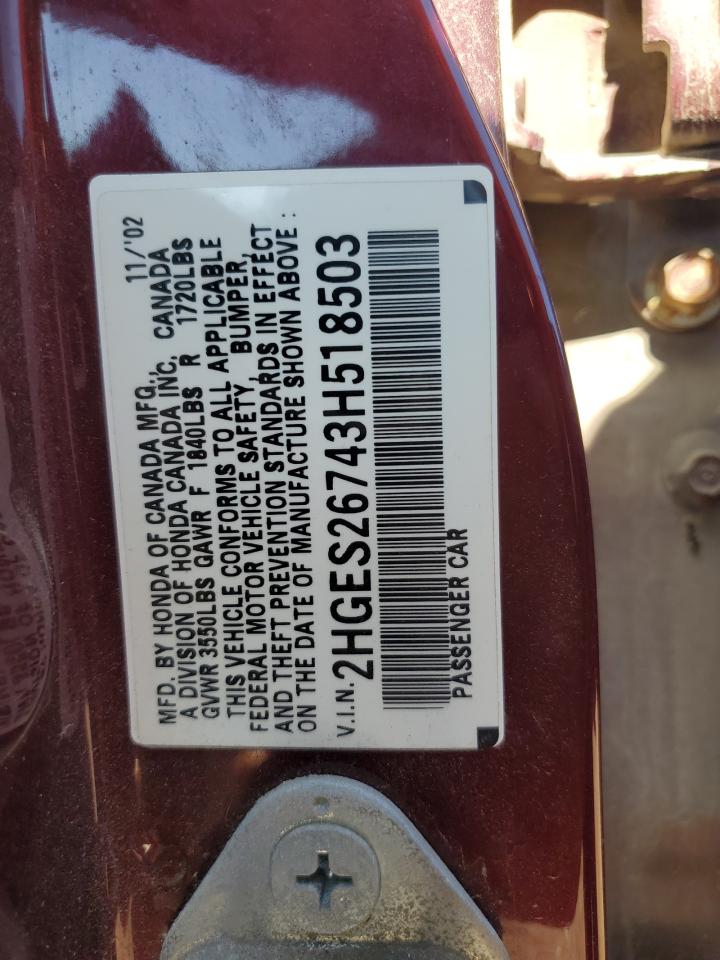 MFD. BY HONDA OF CANADA MFG., 11/'02
A DIVISION OF HONDA CANADA INC, CANADA
GVWR 3550LBS GAWR F 1840LBS R 1720LBS
THIS VEHICLE CONFORMS TO ALL APPLICABLE
FEDERAL MOTOR VEHICLE SAFETY, BUMPER,
AND THEFT PREVENTION STANDARDS IN EFFECT
ON THE DATE OF MANUFACTURE SHOWN ABOVE :
V.I.N. 2HGES26743H518503
PASSENGER CAR